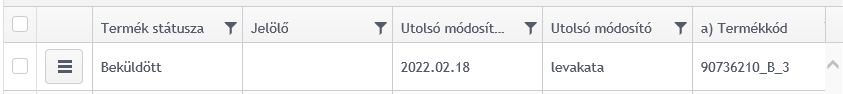 Termék státusza Jelölő Utolsó módosít... Utolsó módosító a) Termékkód
Beküldött 2022.02.18 levakata 90736210_B_3